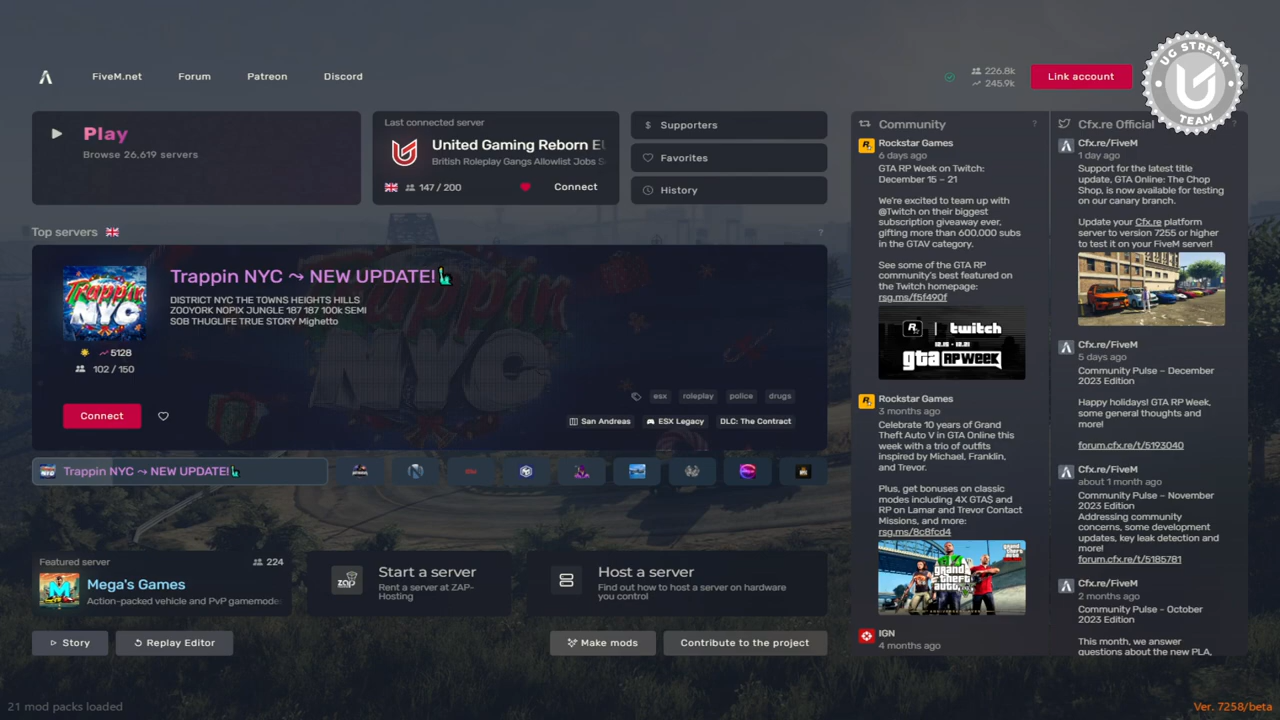 FiveM.net
Forum
Patreon
Discord
226.8k
245.9k
Link account
UG STREAM
TEAM
Play
Browse 26,619 servers
Last connected server
United Gaming Reborn EU
British Roleplay Gangs Allowlist Jobs S
147 / 200
Connect
$ Supporters
Favorites
History
Top servers
?
Trappin NYC ⤳ NEW UPDATE!
DISTRICT NYC THE TOWNS HEIGHTS HILLS
ZOOYORK NOPIX JUNGLE 187 187 100k SEMI
SOB THUGLIFE TRUE STORY Mighetto
Trappin
NYC
5128
102 / 150
Connect
esx
roleplay
police
drugs
San Andreas
ESX Legacy
DLC: The Contract
Trappin NYC ⤳ NEW UPDATE!
Featured server
224
Mega's Games
Action-packed vehicle and PvP gamemode
Start a server
Rent a server at ZAP-
Hosting
Host a server
Find out how to host a server on hardware
you control
Story
Replay Editor
Make mods
Contribute to the project
Community
?
Rockstar Games
6 days ago
GTA RP Week on Twitch:
December 15 – 21
We're excited to team up with
@Twitch on their biggest
subscription giveaway ever,
gifting more than 600,000 subs
in the GTAV category.
See some of the GTA RP
community's best featured on
the Twitch homepage:
rsg.ms/f5f490f
R* | twitch
12.15 - 12.21
gta RP WEEK
Rockstar Games
3 months ago
Celebrate 10 years of Grand
Theft Auto V in GTA Online this
week with a trio of outfits
inspired by Michael, Franklin,
and Trevor.
Plus, get bonuses on classic
modes including 4X GTA$ and
RP on Lamar and Trevor Contact
Missions, and more:
rsg.ms/8c8fcd4
grand
theft
auto
IGN
4 months ago
Cfx.re Official
Cfx.re/FiveM
1 day ago
Support for the latest title
update, GTA Online: The Chop
Shop, is now available for testing
on our canary branch.
Update your Cfx.re platform
server to version 7255 or higher
to test it on your FiveM server!
Cfx.re/FiveM
5 days ago
Community Pulse – December
2023 Edition
Happy holidays! GTA RP Week,
some general thoughts and
more!
forum.cfx.re/t/5193040
Cfx.re/FiveM
about 1 month ago
Community Pulse – November
2023 Edition
Addressing community
concerns, some development
updates, key leak detection and
more!
forum.cfx.re/t/5185781
Cfx.re/FiveM
2 months ago
Community Pulse – October
2023 Edition
This month, we answer
questions about the new PLA,
21 mod packs loaded
Ver. 7258/beta